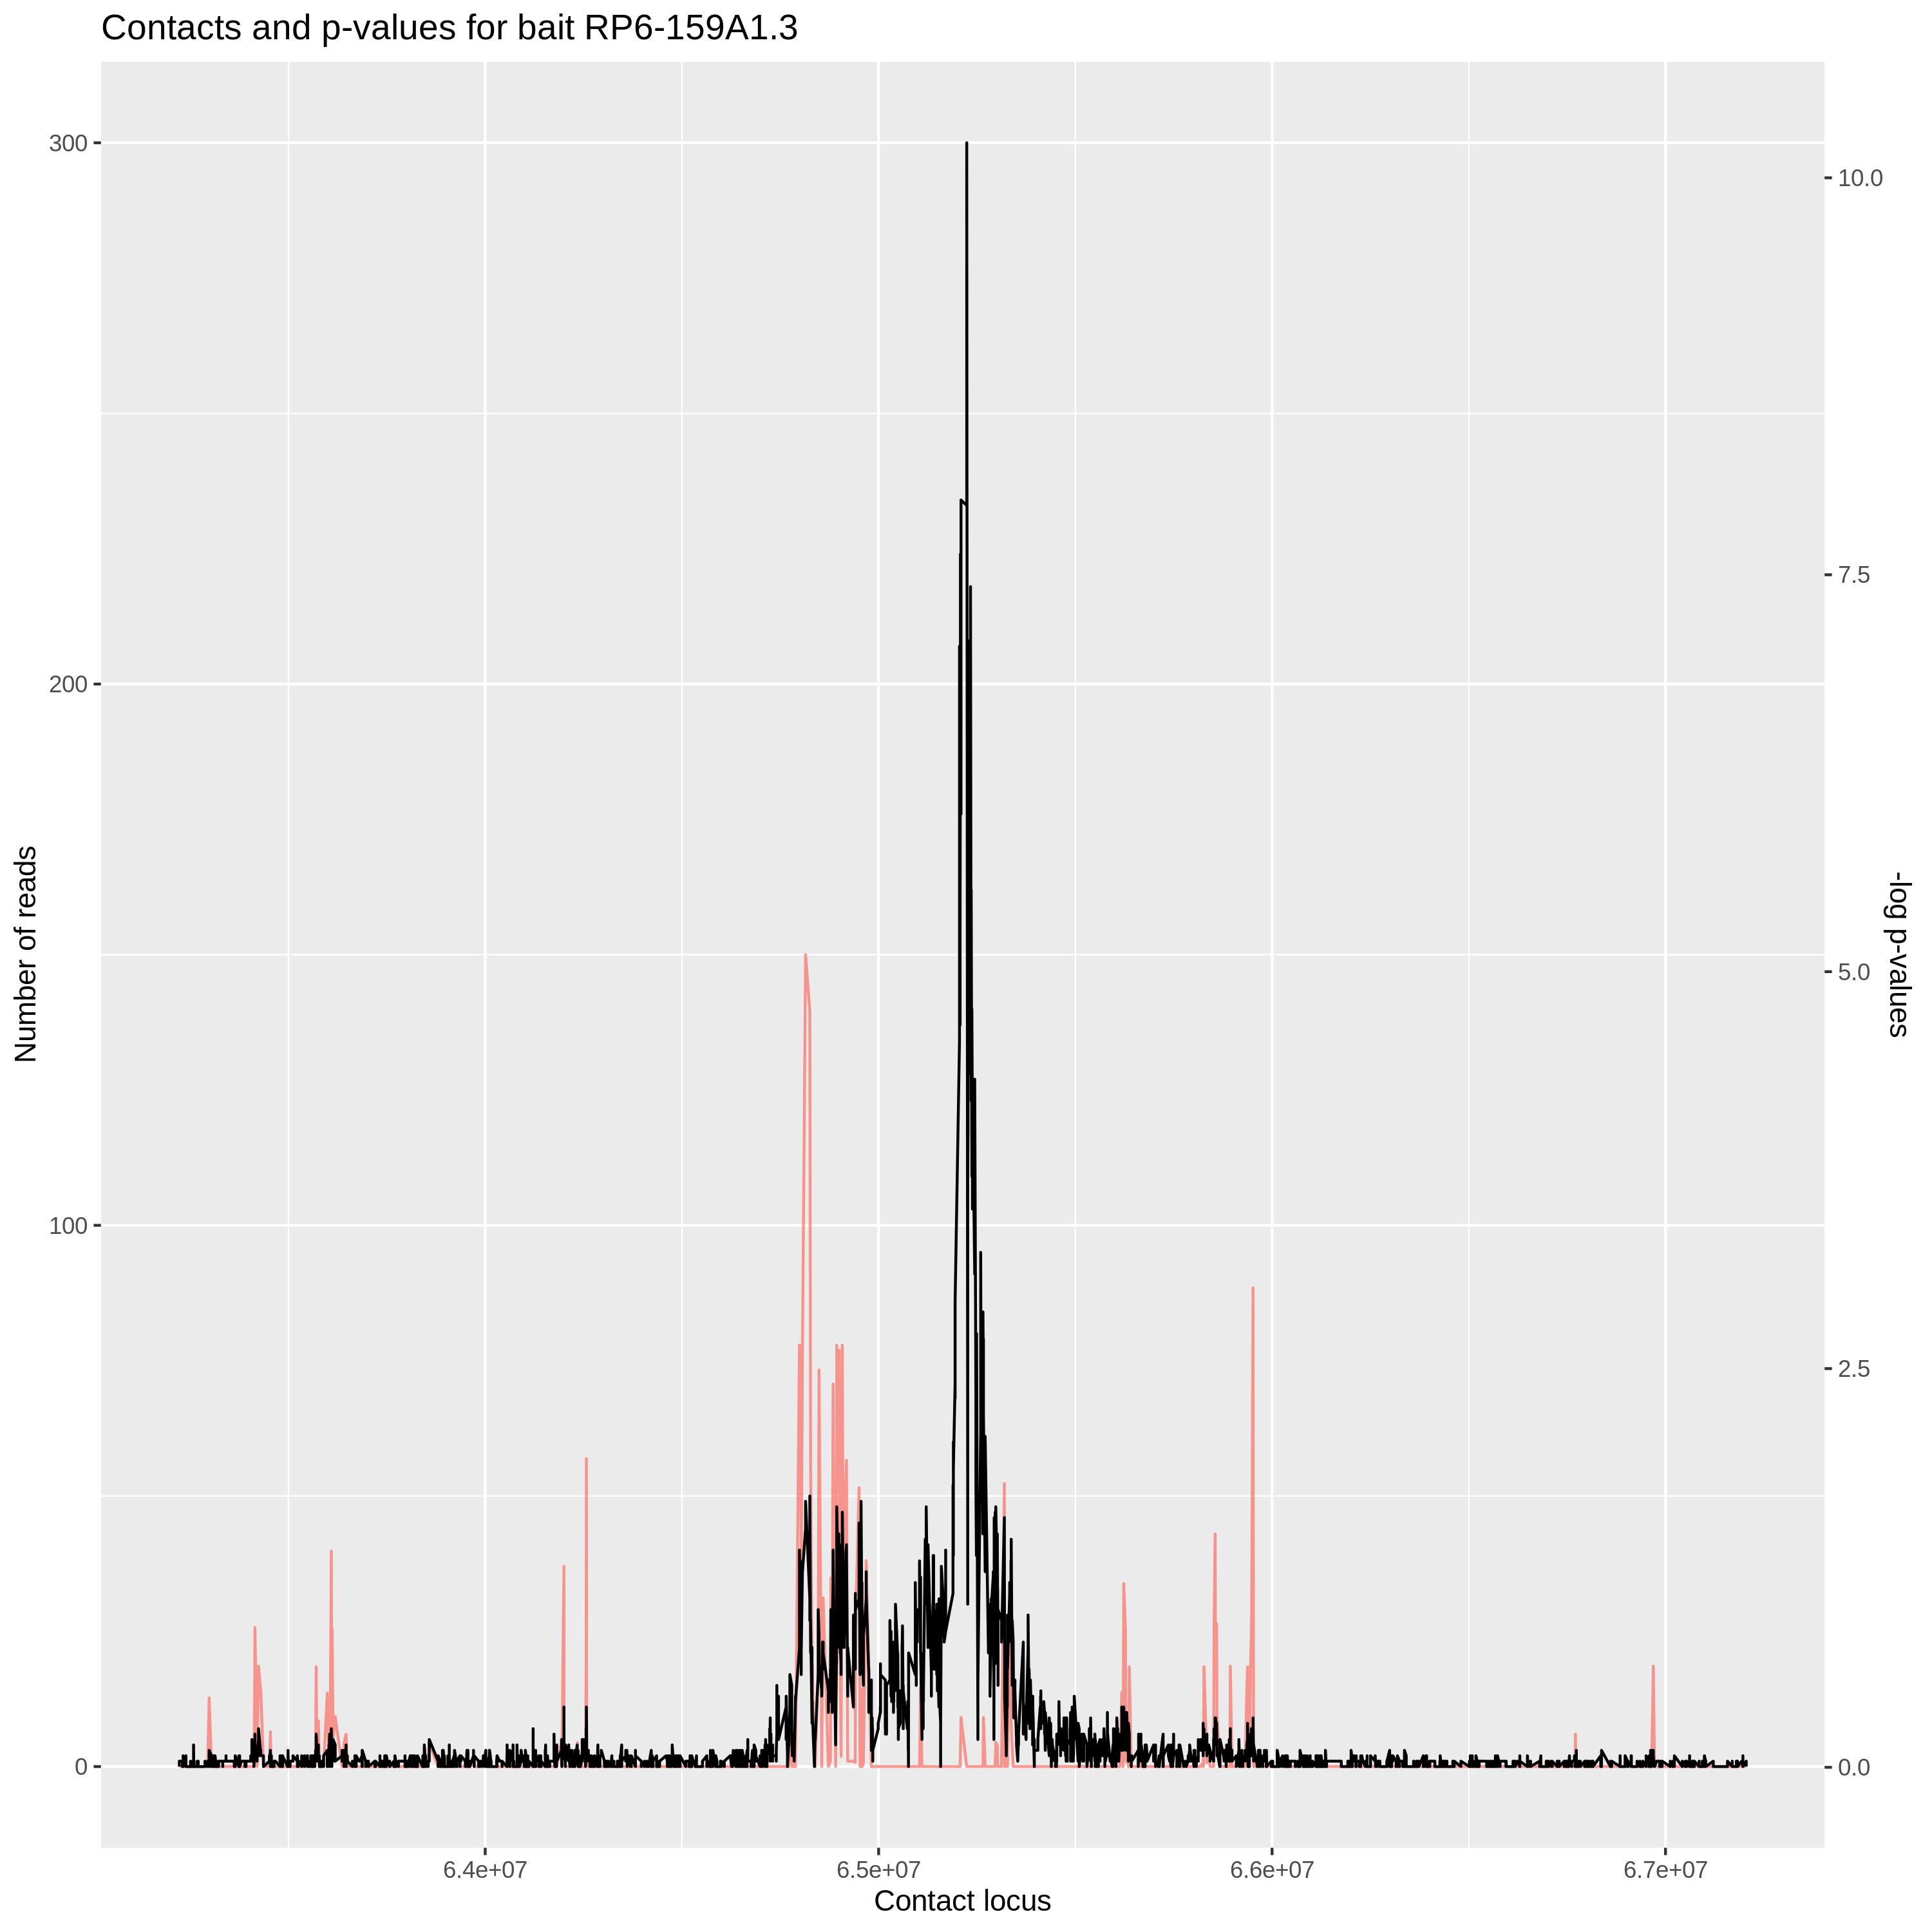 Contacts and p-values for bait RP6-159A1.3
300
200
100
0
Number of reads
10.0
7.5
5.0
2.5
0.0
-log p-values
6.4e+07
6.5e+07
6.6e+07
6.7e+07
Contact locus